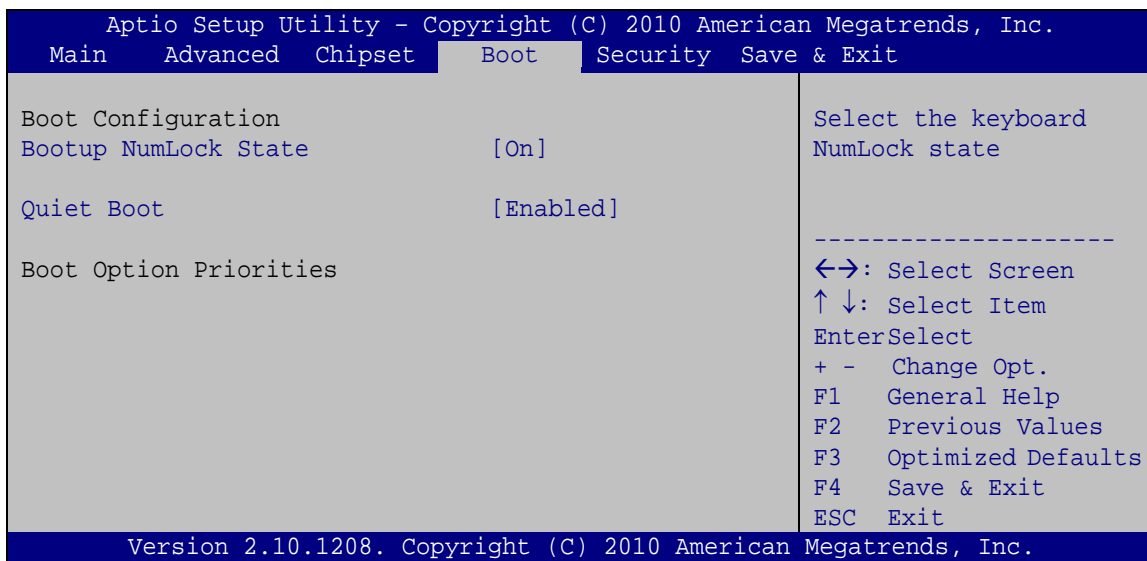 Aptio Setup Utility – Copyright (C) 2010 American Megatrends, Inc.
Main Advanced Chipset Boot Security Save & Exit
Boot Configuration
Bootup NumLock State [On]
Quiet Boot [Enabled]
Boot Option Priorities
Select the keyboard
NumLock state
---------------------
←→: Select Screen
↑ ↓: Select Item
EnterSelect
+ - Change Opt.
F1 General Help
F2 Previous Values
F3 Optimized Defaults
F4 Save & Exit
ESC Exit
Version 2.10.1208. Copyright (C) 2010 American Megatrends, Inc.